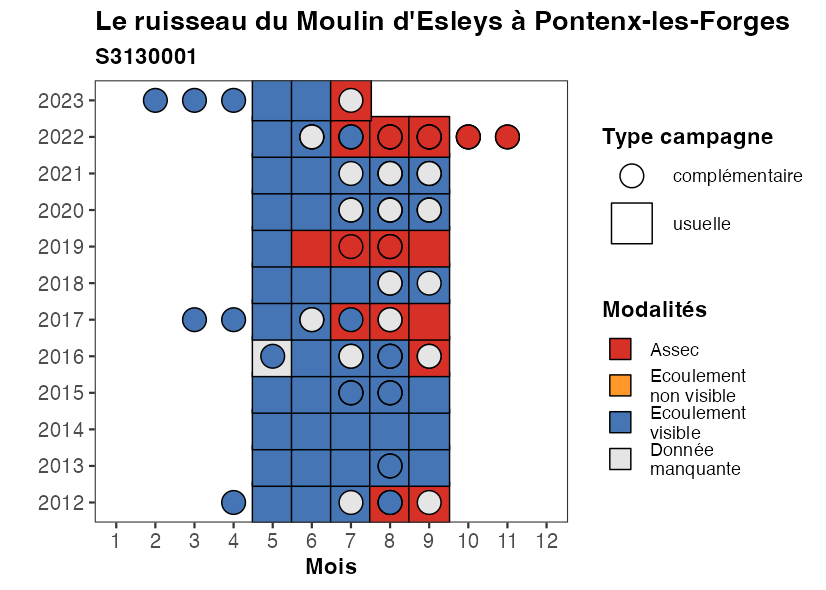 Le ruisseau du Moulin d'Esleys à Pontenx-les-Forges
S3130001
2023
2022
2021
2020
2019
2018
2017
2016
2015
2014
2013
2012
1 2 3 4 5 6 7 8 9 10 11 12
Mois
Type campagne
complémentaire
usuelle
Modalités
Assec
Ecoulement
non visible
Ecoulement
visible
Donnée
manquante